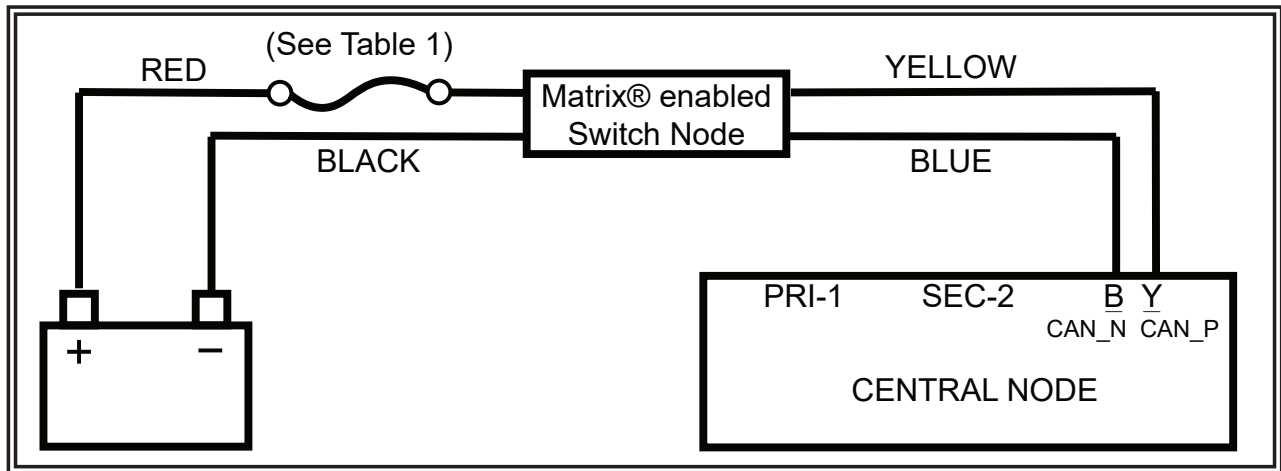 (See Table 1)
RED
YELLOW
Matrix® enabled
Switch Node
BLACK
BLUE
PRI-1 SEC-2 B Y
CAN_N CAN_P
+ –
CENTRAL NODE